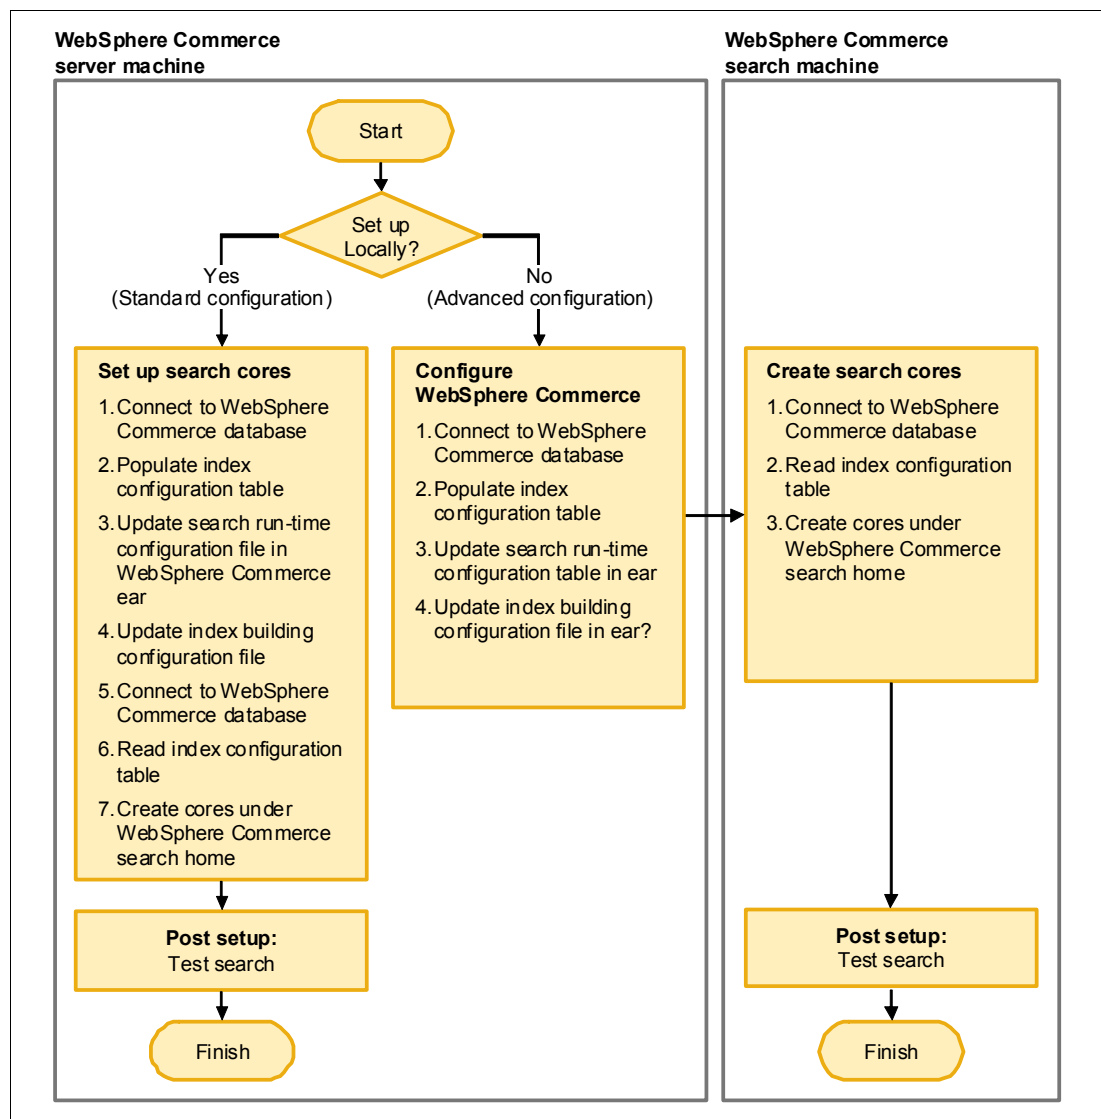 WebSphere Commerce
server machine
WebSphere Commerce
search machine
Start
Set up
Locally?
Yes
(Standard configuration)
No
(Advanced configuration)
Set up search cores
1. Connect to WebSphere
Commerce database
2. Populate index
configuration table
3. Update search run-time
configuration file in
WebSphere Commerce
ear
4. Update index building
configuration file
5. Connect to WebSphere
Commerce database
6. Read index configuration
table
7. Create cores under
WebSphere Commerce
search home
Configure
WebSphere Commerce
1. Connect to WebSphere
Commerce database
2. Populate index
configuration table
3. Update search run-time
configuration table in ear
4. Update index building
configuration file in ear?
Create search cores
1. Connect to WebSphere
Commerce database
2. Read index configuration
table
3. Create cores under
WebSphere Commerce
search home
Post setup:
Test search
Post setup:
Test search
Finish
Finish